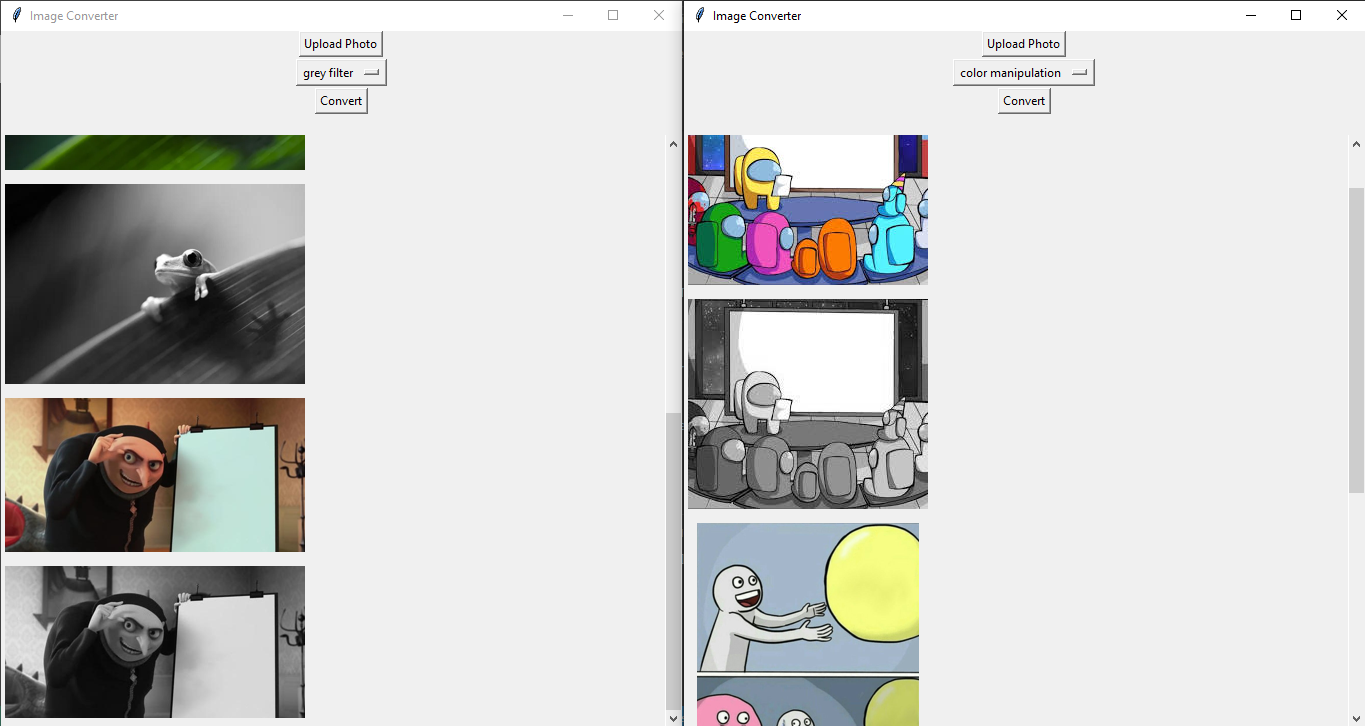 Image Converter
Upload Photo
grey filter
Convert
Image Converter
Upload Photo
color manipulation
Convert